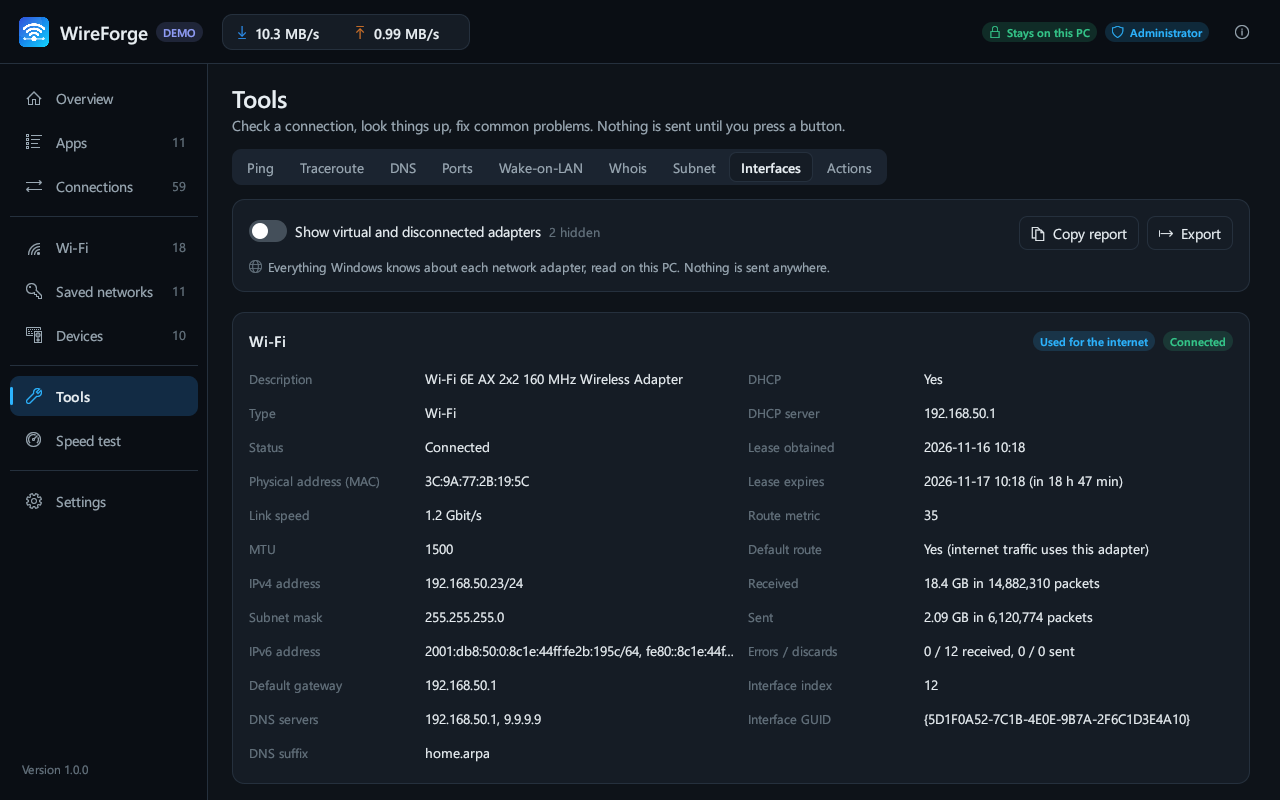 WireForge DEMO
10.3 MB/s 0.99 MB/s
Stays on this PC Administrator
Overview
Apps 11
Connections 59
Wi-Fi 18
Saved networks 11
Devices 10
Tools
Speed test
Settings
Version 1.0.0
Tools
Check a connection, look things up, fix common problems. Nothing is sent until you press a button.
Ping Traceroute DNS Ports Wake-on-LAN Whois Subnet Interfaces Actions
Show virtual and disconnected adapters 2 hidden
Copy report Export
Everything Windows knows about each network adapter, read on this PC. Nothing is sent anywhere.
Wi-Fi Used for the internet Connected
Description Wi-Fi 6E AX 2x2 160 MHz Wireless Adapter DHCP Yes
Type Wi-Fi DHCP server 192.168.50.1
Status Connected Lease obtained 2026-11-16 10:18
Physical address (MAC) 3C:9A:77:2B:19:5C Lease expires 2026-11-17 10:18 (in 18 h 47 min)
Link speed 1.2 Gbit/s Route metric 35
MTU 1500 Default route Yes (internet traffic uses this adapter)
IPv4 address 192.168.50.23/24 Received 18.4 GB in 14,882,310 packets
Subnet mask 255.255.255.0 Sent 2.09 GB in 6,120,774 packets
IPv6 address 2001:db8:50:0:8c1e:44ff:fe2b:195c/64, fe80::8c1e:44f... Errors / discards 0 / 12 received, 0 / 0 sent
Default gateway 192.168.50.1 Interface index 12
DNS servers 192.168.50.1, 9.9.9.9 Interface GUID {5D1F0A52-7C1B-4E0E-9B7A-2F6C1D3E4A10}
DNS suffix home.arpa